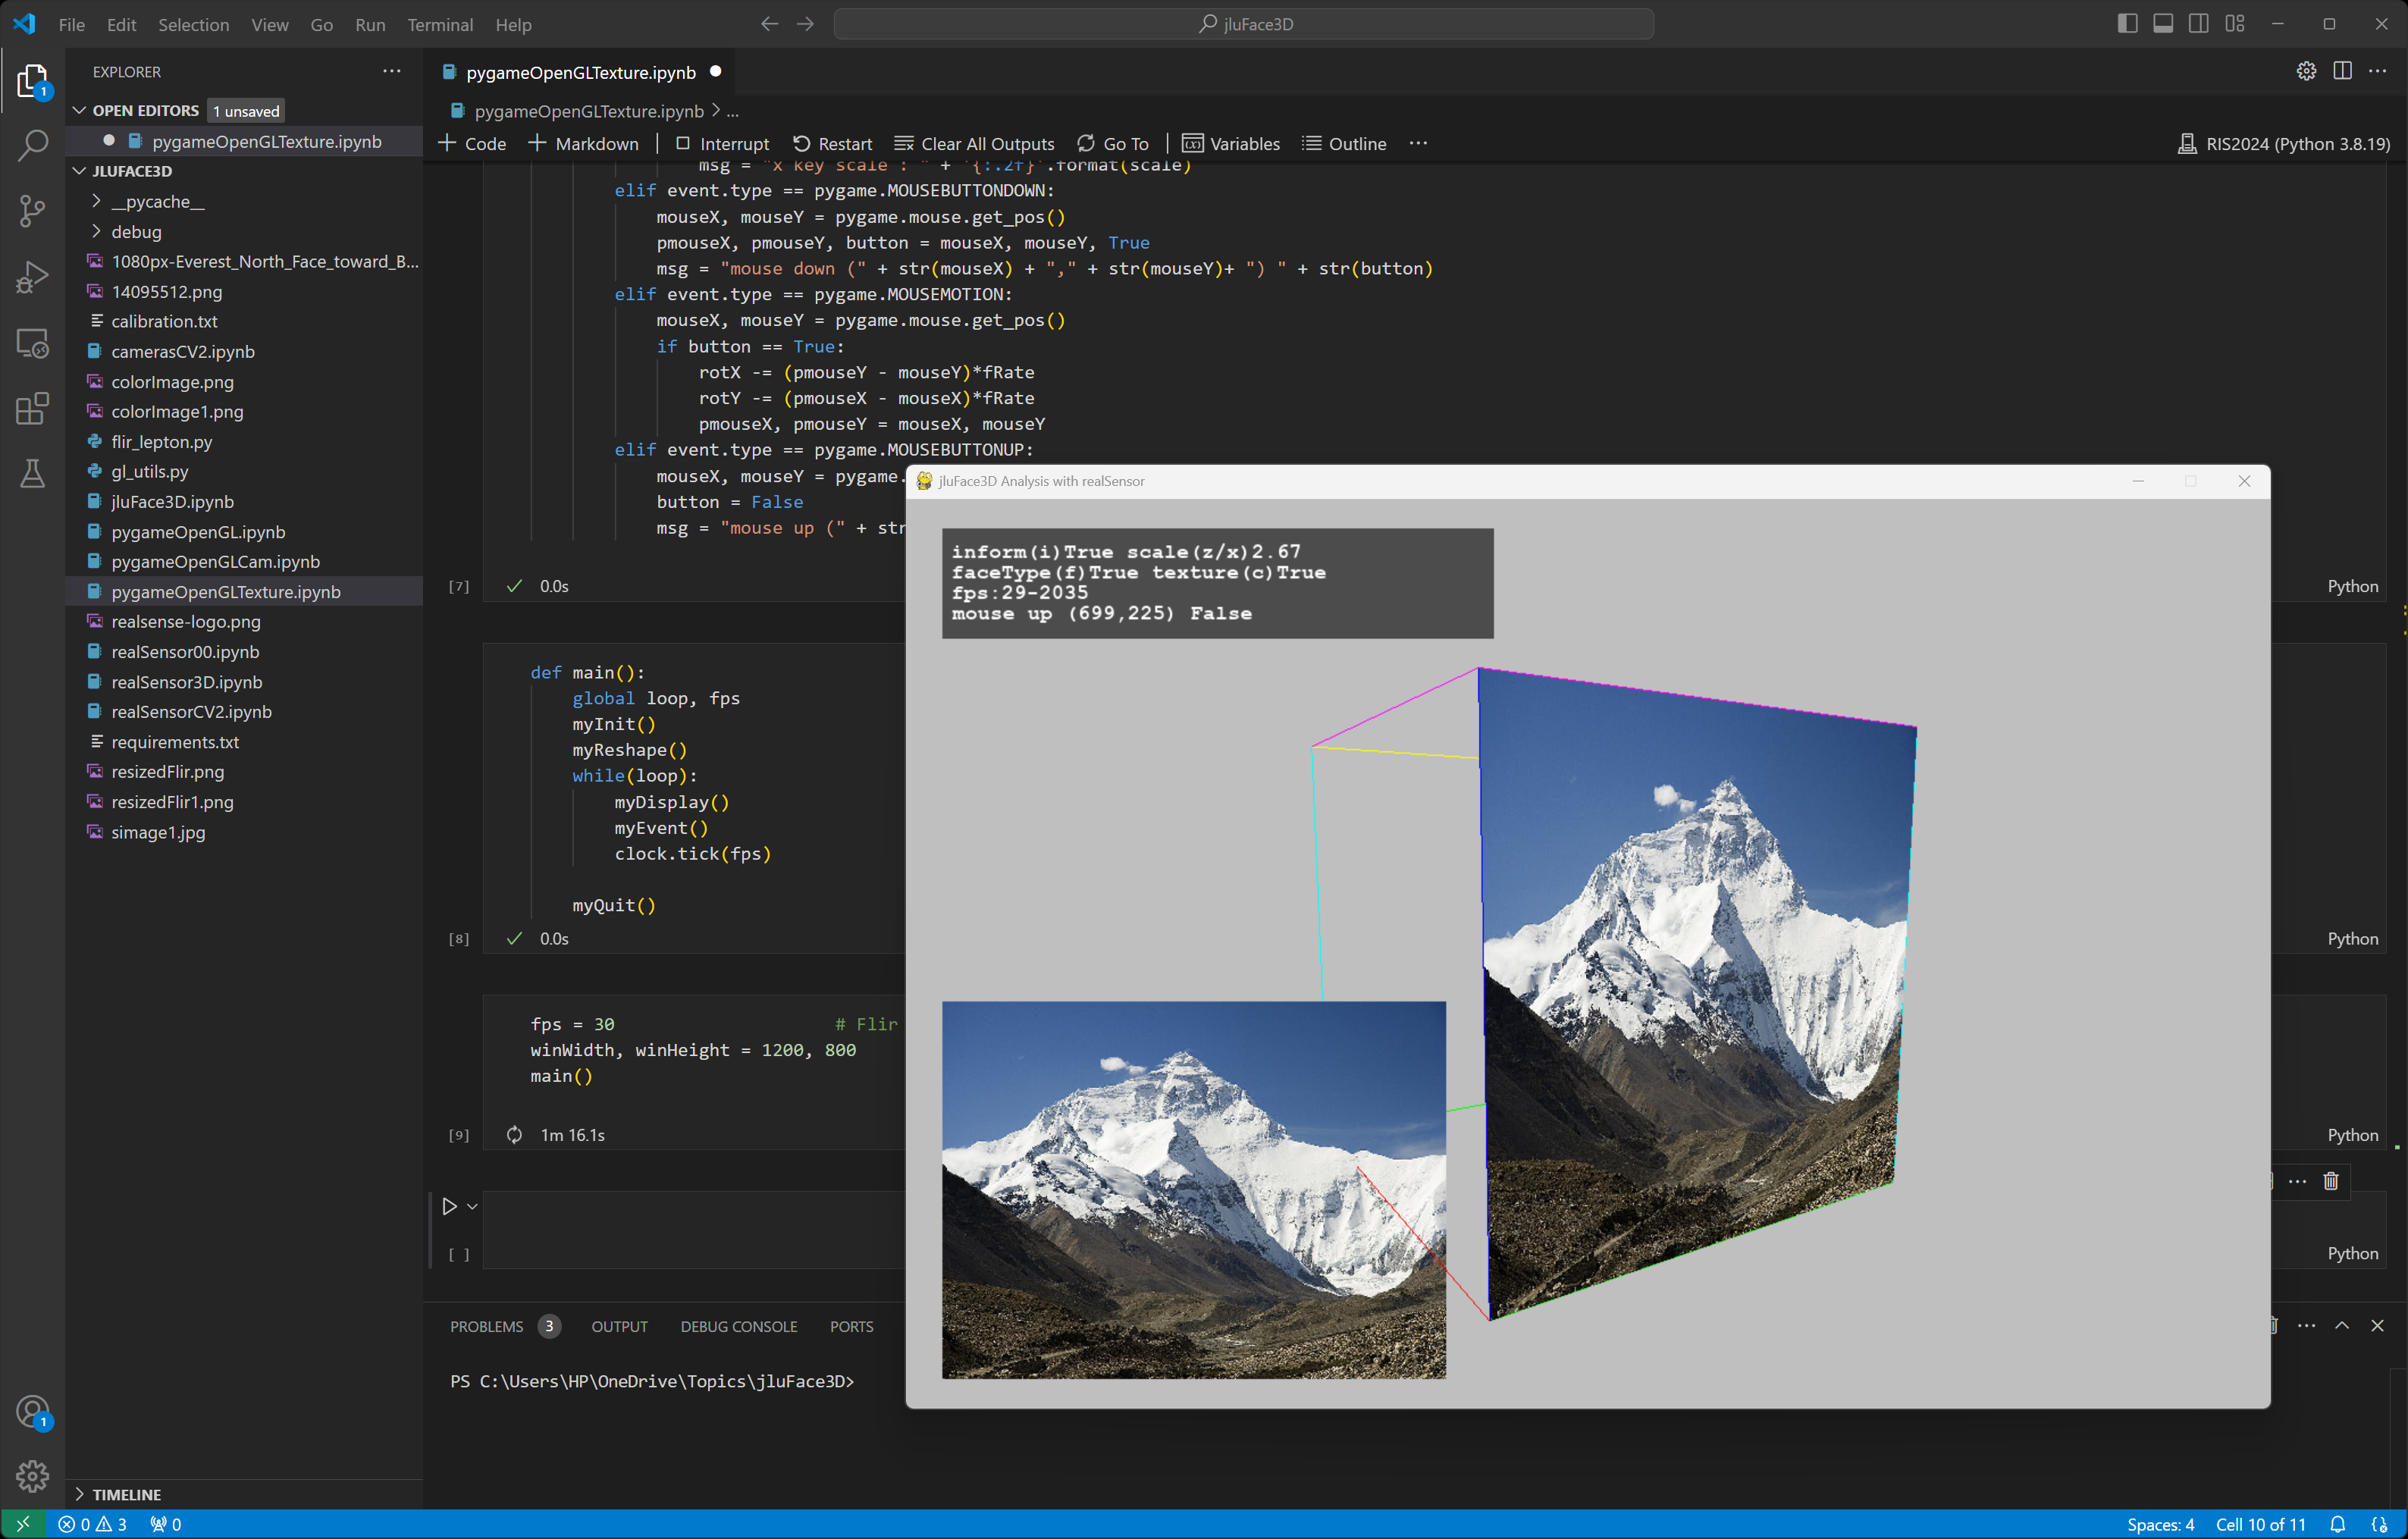 File Edit Selection View Go Run Terminal Help
jluFace3D
EXPLORER
OPEN EDITORS 1 unsaved
pygameOpenGLTexture.ipynb
JLUFACE3D
__pycache__
debug
1080px-Everest_North_Face_toward_B...
14095512.png
calibration.txt
camerasCV2.ipynb
colorImage.png
colorImage1.png
flir_lepton.py
gl_utils.py
jluFace3D.ipynb
pygameOpenGL.ipynb
pygameOpenGLCam.ipynb
pygameOpenGLTexture.ipynb
realsense-logo.png
realSensor00.ipynb
realSensor3D.ipynb
realSensorCV2.ipynb
requirements.txt
resizedFlir.png
resizedFlir1.png
simage1.jpg
TIMELINE
pygameOpenGLTexture.ipynb
pygameOpenGLTexture.ipynb > ...
Code Markdown Interrupt Restart Clear All Outputs Go To Variables Outline ... RIS2024 (Python 3.8.19)
msg = "x key scale : " + "{:.2f}".format(scale)
elif event.type == pygame.MOUSEBUTTONDOWN:
mouseX, mouseY = pygame.mouse.get_pos()
pmouseX, pmouseY, button = mouseX, mouseY, True
msg = "mouse down (" + str(mouseX) + "," + str(mouseY)+ ") " + str(button)
elif event.type == pygame.MOUSEMOTION:
mouseX, mouseY = pygame.mouse.get_pos()
if button == True:
rotX -= (pmouseY - mouseY)*fRate
rotY -= (pmouseX - mouseX)*fRate
pmouseX, pmouseY = mouseX, mouseY
elif event.type == pygame.MOUSEBUTTONUP:
mouseX, mouseY = pygame.
button = False
msg = "mouse up (" + str
[7] 0.0s Python
def main():
global loop, fps
myInit()
myReshape()
while(loop):
myDisplay()
myEvent()
clock.tick(fps)
myQuit()
[8] 0.0s Python
fps = 30 # Flir
winWidth, winHeight = 1200, 800
main()
[9] 1m 16.1s Python
[ ] Python
jluFace3D Analysis with realSensor
inform(i)True scale(z/x)2.67
faceType(f)True texture(c)True
fps:29-2035
mouse up (699,225) False
PROBLEMS 3 OUTPUT DEBUG CONSOLE PORTS
PS C:\Users\HP\OneDrive\Topics\jluFace3D>
1
1
0 3 0
Spaces: 4 Cell 10 of 11